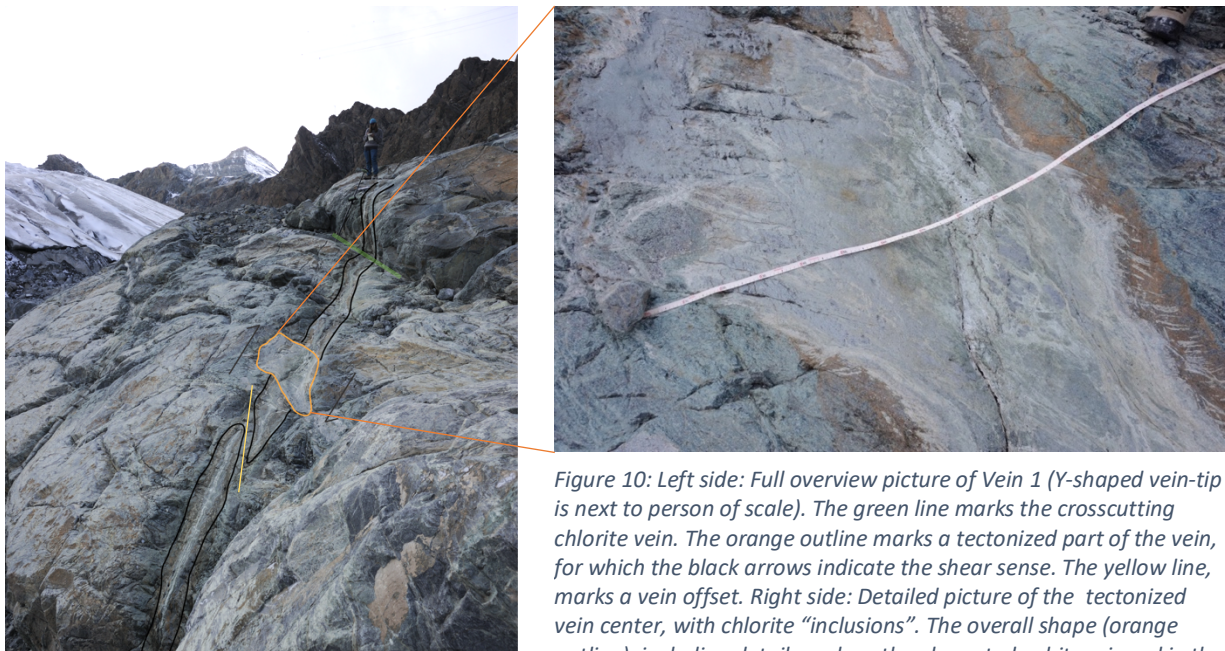 Figure 10: Left side: Full overview picture of Vein 1 (Y-shaped vein-tip
is next to person of scale). The green line marks the crosscutting
chlorite vein. The orange outline marks a tectonized part of the vein,
for which the black arrows indicate the shear sense. The yellow line,
marks a vein offset. Right side: Detailed picture of the tectonized
vein center, with chlorite “inclusions”. The overall shape (orange